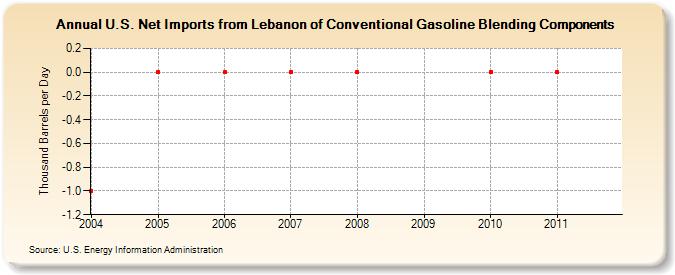 Annual U.S. Net Imports from Lebanon of Conventional Gasoline Blending Components
Thousand Barrels per Day
0.2
0.0
-0.2
-0.4
-0.6
-0.8
-1.0
-1.2
2004 2005 2006 2007 2008 2009 2010 2011
Source: U.S. Energy Information Administration